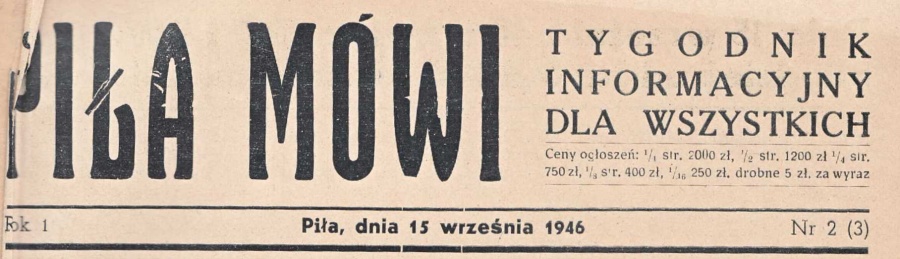 PIŁA MÓWI
TYGODNIK
INFORMACYJNY
DLA WSZYSTKICH
Ceny ogłoszeń: 1/1 str. 2000 zł, 1/2 str. 1200 zł 1/4 str.
750 zł, 1/8 str. 400 zł, 1/16 250 zł, drobne 5 zł. za wyraz
Rok 1
Piła, dnia 15 września 1946
Nr 2 (3)